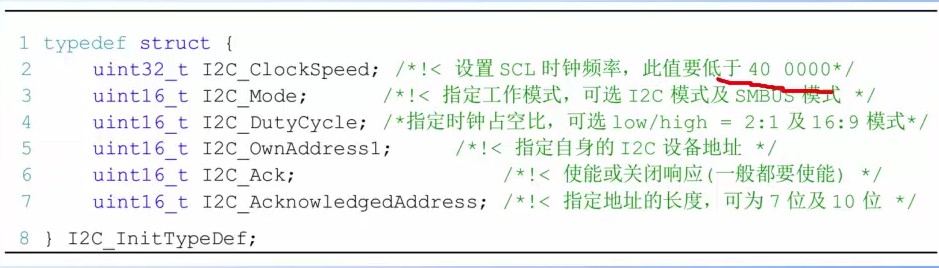 1 typedef struct {
2 uint32_t I2C_ClockSpeed; /*!< 设置 SCL 时钟频率，此值要低于 40 0000*/
3 uint16_t I2C_Mode; /*!< 指定工作模式，可选 I2C 模式及 SMBUS 模式 */
4 uint16_t I2C_DutyCycle; /*指定时钟占空比，可选 low/high = 2:1 及 16:9 模式*/
5 uint16_t I2C_OwnAddress1; /*!< 指定自身的 I2C 设备地址 */
6 uint16_t I2C_Ack; /*!< 使能或关闭响应(一般都要使能) */
7 uint16_t I2C_AcknowledgedAddress; /*!< 指定地址的长度，可为 7 位及 10 位 */
8 } I2C_InitTypeDef;